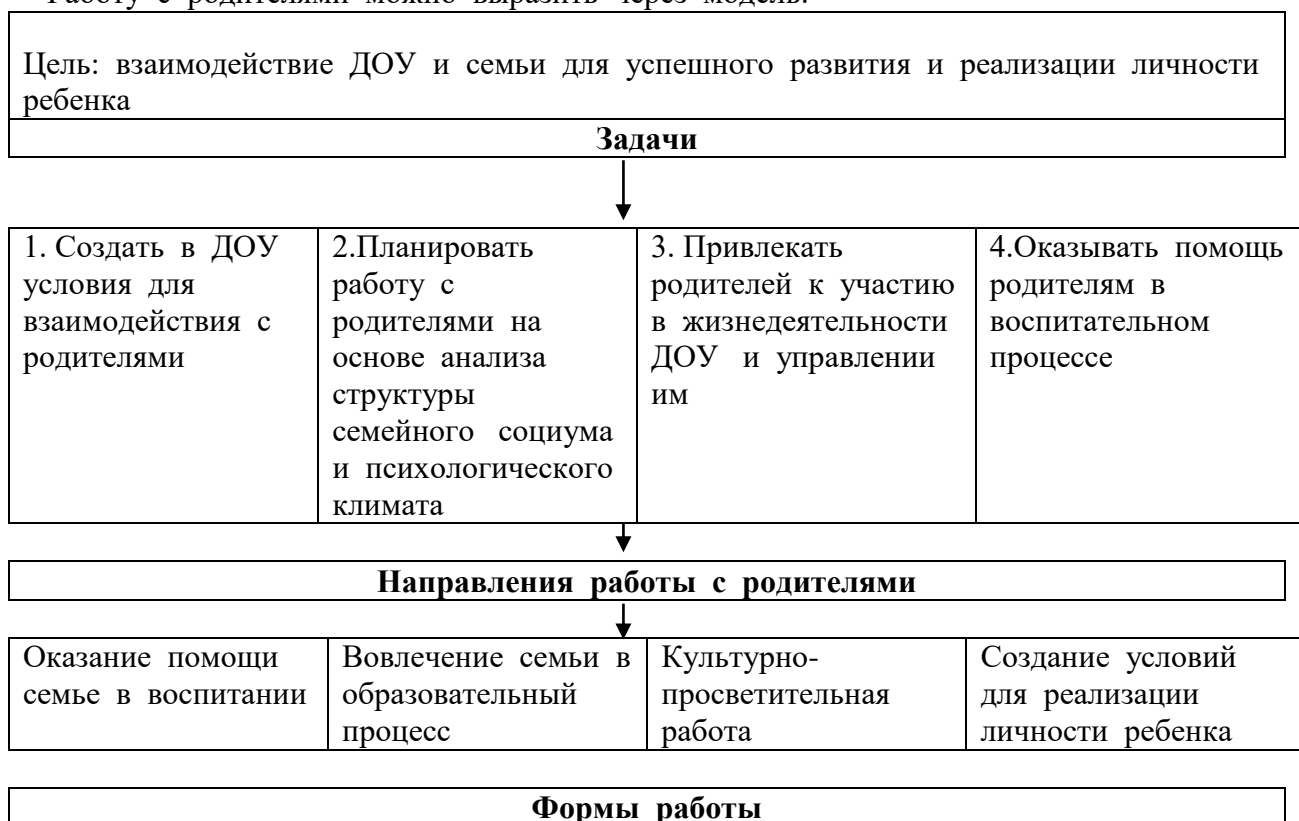 Работу с родителями можно выразить через модель:
Цель: взаимодействие ДОУ и семьи для успешного развития и реализации личности
ребенка
Задачи
1. Создать в ДОУ
условия для
взаимодействия с
родителями
2.Планировать
работу с
родителями на
основе анализа
структуры
семейного социума
и психологического
климата
3. Привлекать
родителей к участию
в жизнедеятельности
ДОУ и управлении
им
4.Оказывать помощь
родителям в
воспитательном
процессе
Направления работы с родителями
Оказание помощи
семье в воспитании
Вовлечение семьи в
образовательный
процесс
Культурно-
просветительная
работа
Создание условий
для реализации
личности ребенка
Формы работы